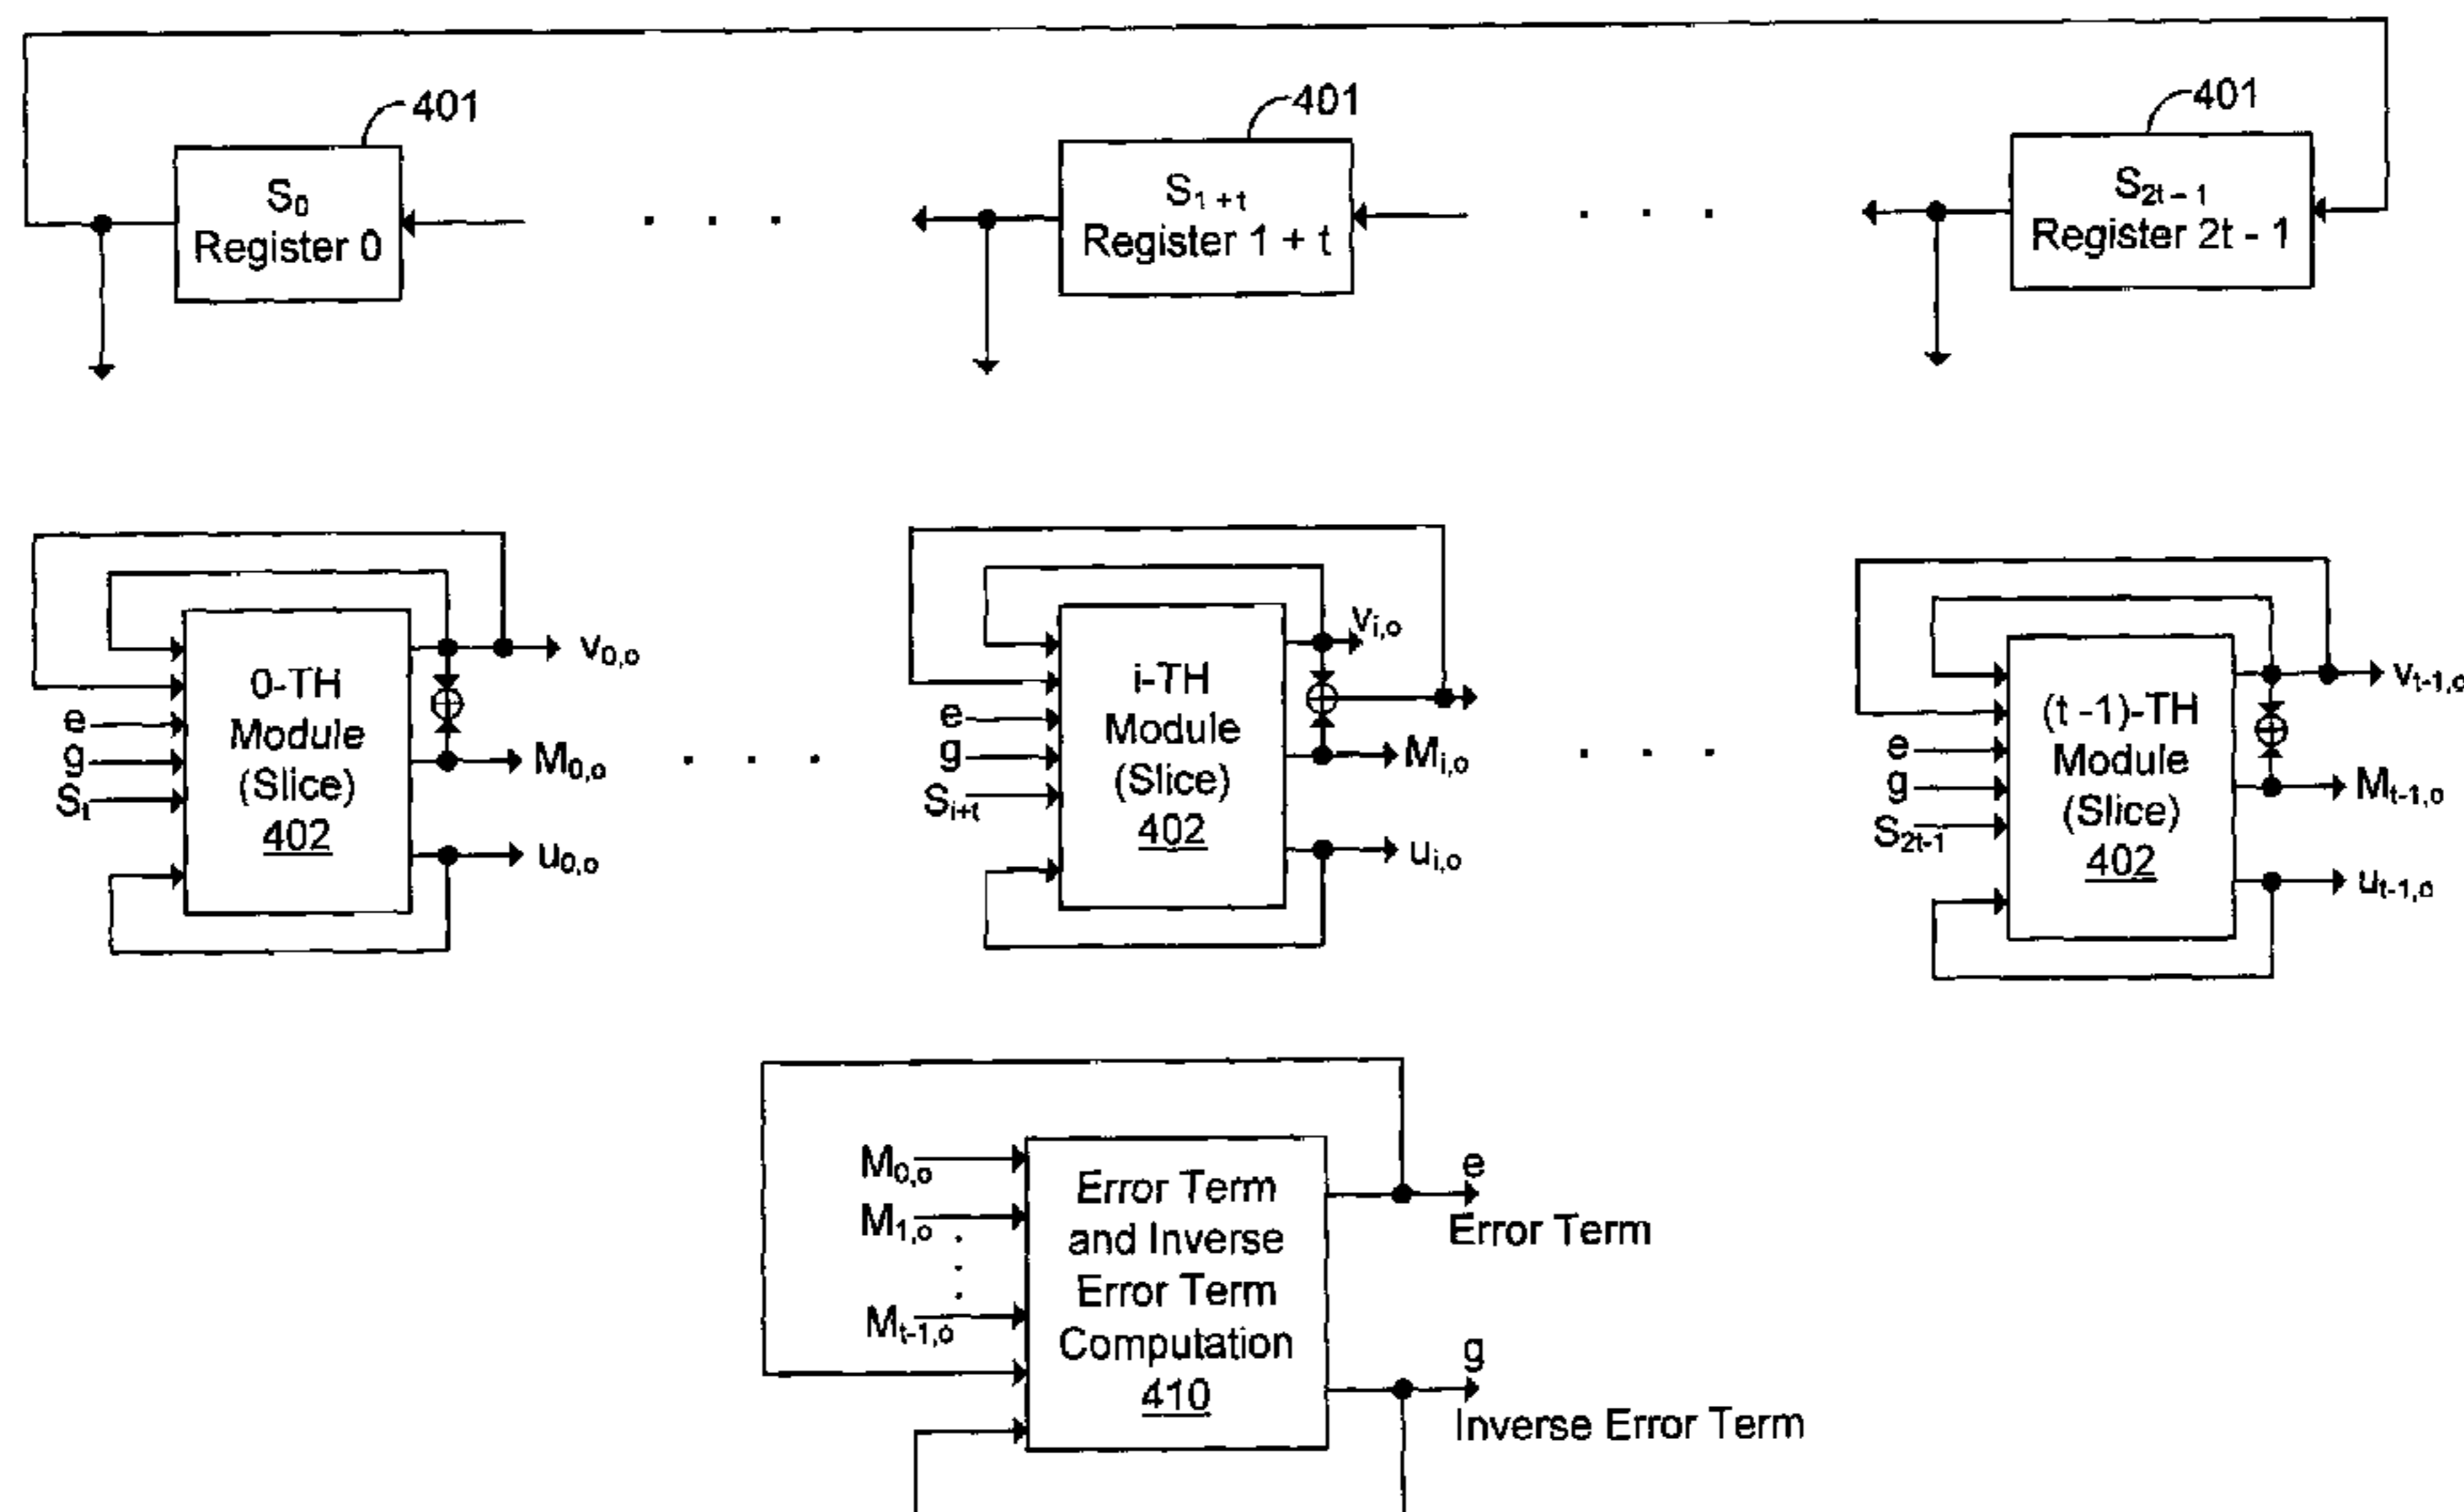 401
401
401
S₀
Register 0
S₁₊ₜ
Register 1 + t
S₂ₜ₋₁
Register 2t - 1
0-TH
Module
(Slice)
402
e
g
Sₜ
v₀,ₒ
M₀,ₒ
u₀,ₒ
i-TH
Module
(Slice)
402
e
g
Sᵢ₊ₜ
vᵢ,ₒ
Mᵢ,ₒ
uᵢ,ₒ
(t -1)-TH
Module
(Slice)
402
e
g
S₂ₜ₋₁
vₜ₋₁,ₒ
Mₜ₋₁,ₒ
uₜ₋₁,ₒ
M₀,ₒ
M₁,ₒ
Mₜ₋₁,ₒ
Error Term
and Inverse
Error Term
Computation
410
e
Error Term
g
Inverse Error Term